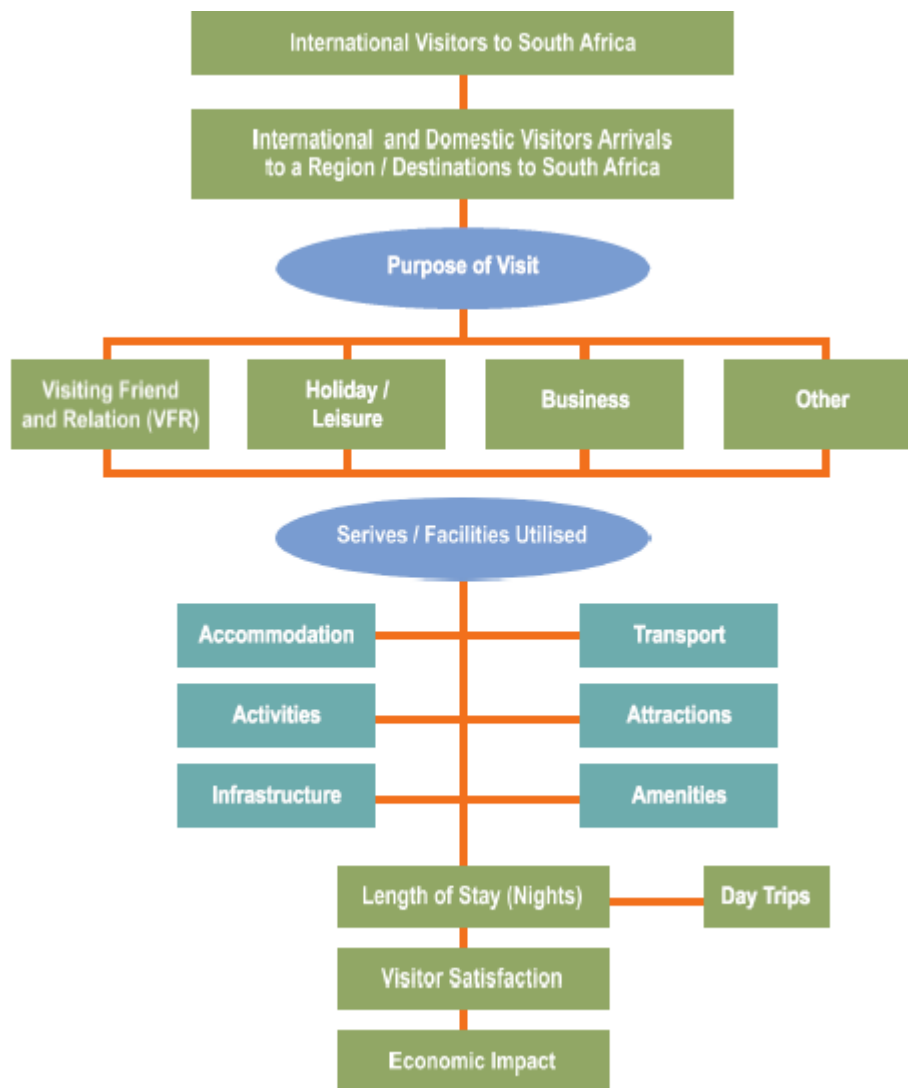 International Visitors to South Africa
International and Domestic Visitors Arrivals
to a Region / Destinations to South Africa
Purpose of Visit
Visiting Friend
and Relation (VFR)
Holiday /
Leisure
Business
Other
Serives / Facilities Utilised
Accommodation
Transport
Activities
Attractions
Infrastructure
Amenities
Length of Stay (Nights)
Day Trips
Visitor Satisfaction
Economic Impact